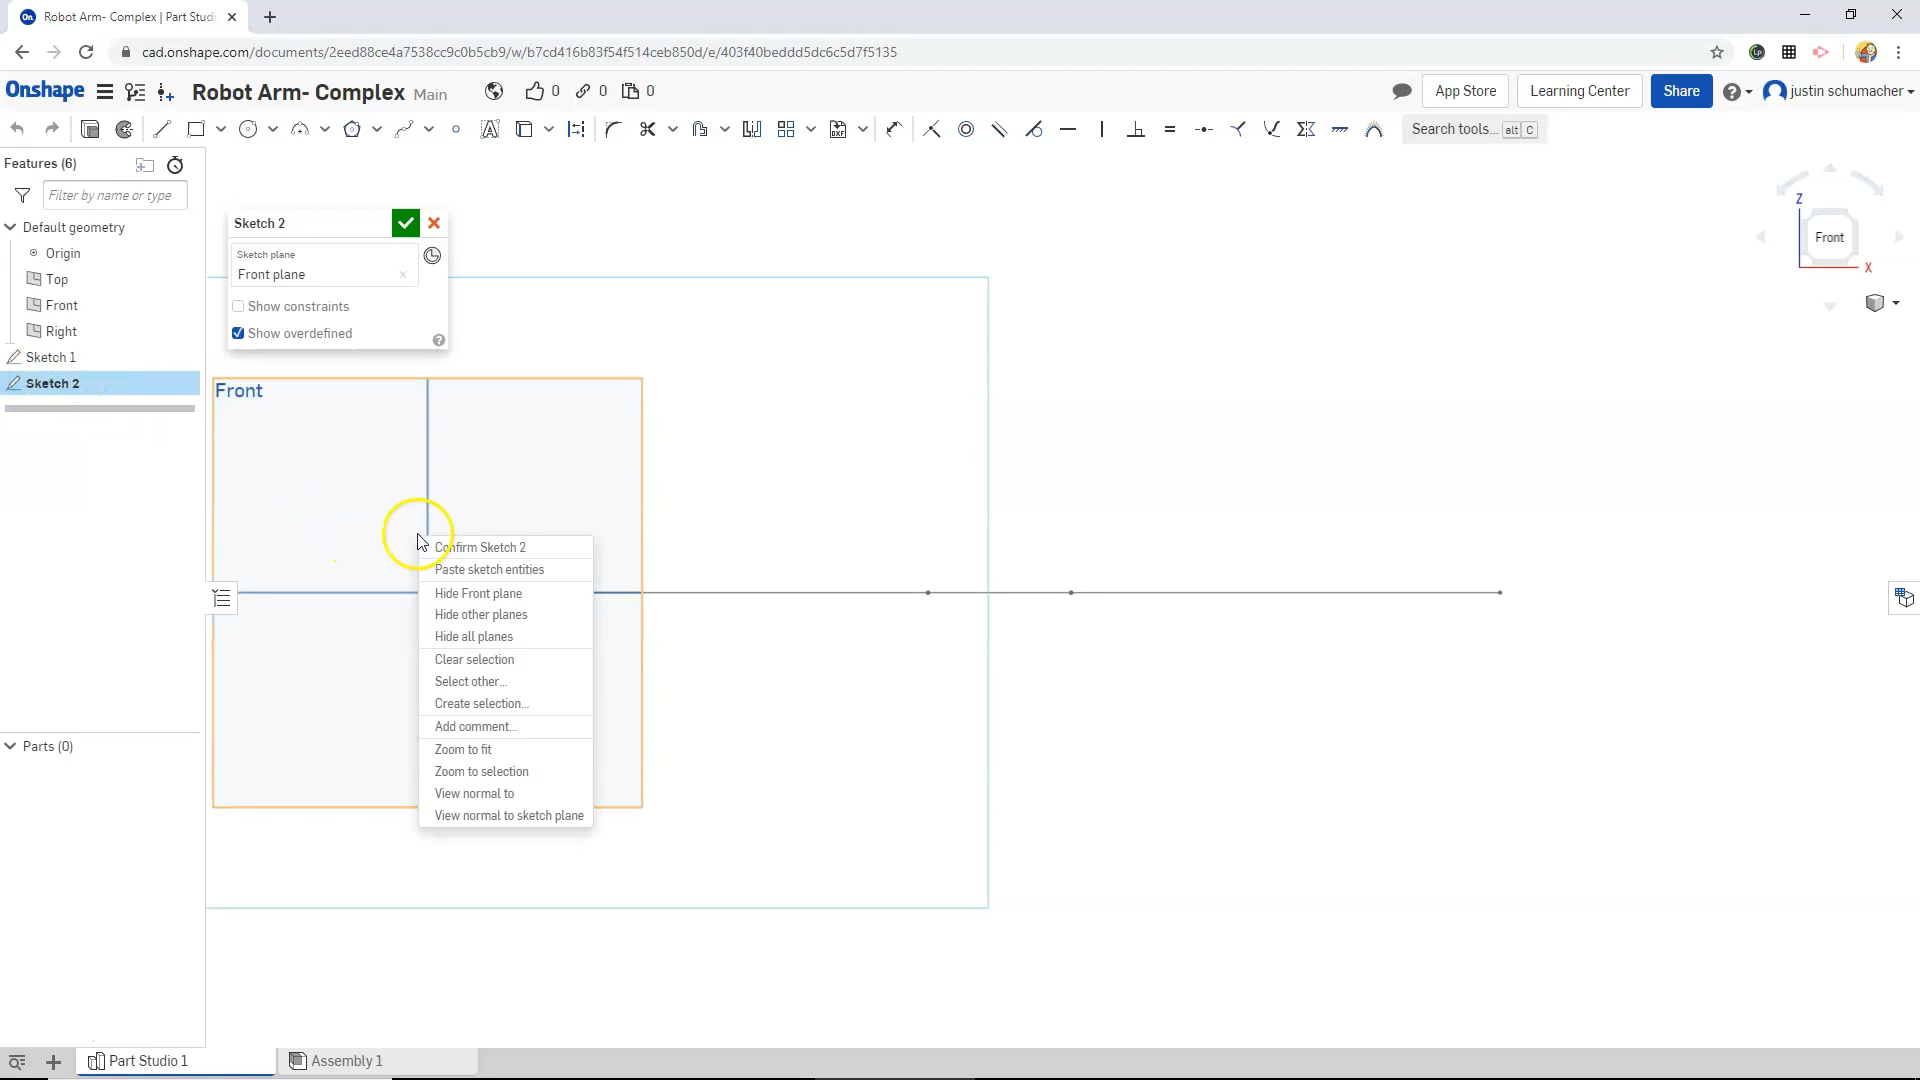 Robot Arm- Complex | Part Studi
cad.onshape.com/documents/2eed88ce4a7538cc9c0b5cb9/w/b7cd416b83f54f514ceb850d/e/403f40beddd5dc6c5d7f5135
Onshape
Robot Arm- Complex Main
0
0
0
App Store
Learning Center
Share
justin schumacher
Search tools... alt C
Features (6)
Filter by name or type
Default geometry
Origin
Top
Front
Right
Sketch 1
Sketch 2
Parts (0)
Sketch 2
Sketch plane
Front plane
Show constraints
Show overdefined
Front
Confirm Sketch 2
Paste sketch entities
Hide Front plane
Hide other planes
Hide all planes
Clear selection
Select other...
Create selection...
Add comment...
Zoom to fit
Zoom to selection
View normal to
View normal to sketch plane
Z
Front
X
Part Studio 1
Assembly 1